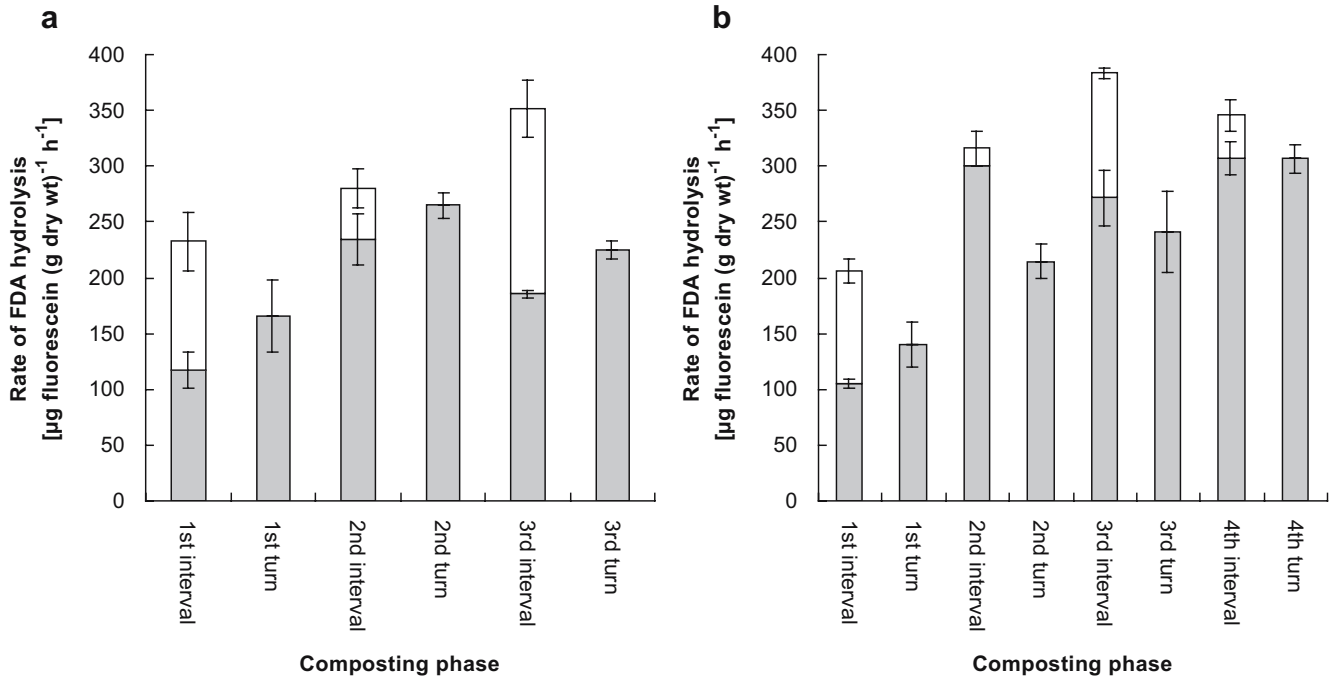 a
Rate of FDA hydrolysis
[µg fluorescein (g dry wt)⁻¹ h⁻¹]
400
350
300
250
200
150
100
50
0
1st interval
1st turn
2nd interval
2nd turn
3rd interval
3rd turn
Composting phase
b
Rate of FDA hydrolysis
[µg fluorescein (g dry wt)⁻¹ h⁻¹]
400
350
300
250
200
150
100
50
0
1st interval
1st turn
2nd interval
2nd turn
3rd interval
3rd turn
4th interval
4th turn
Composting phase